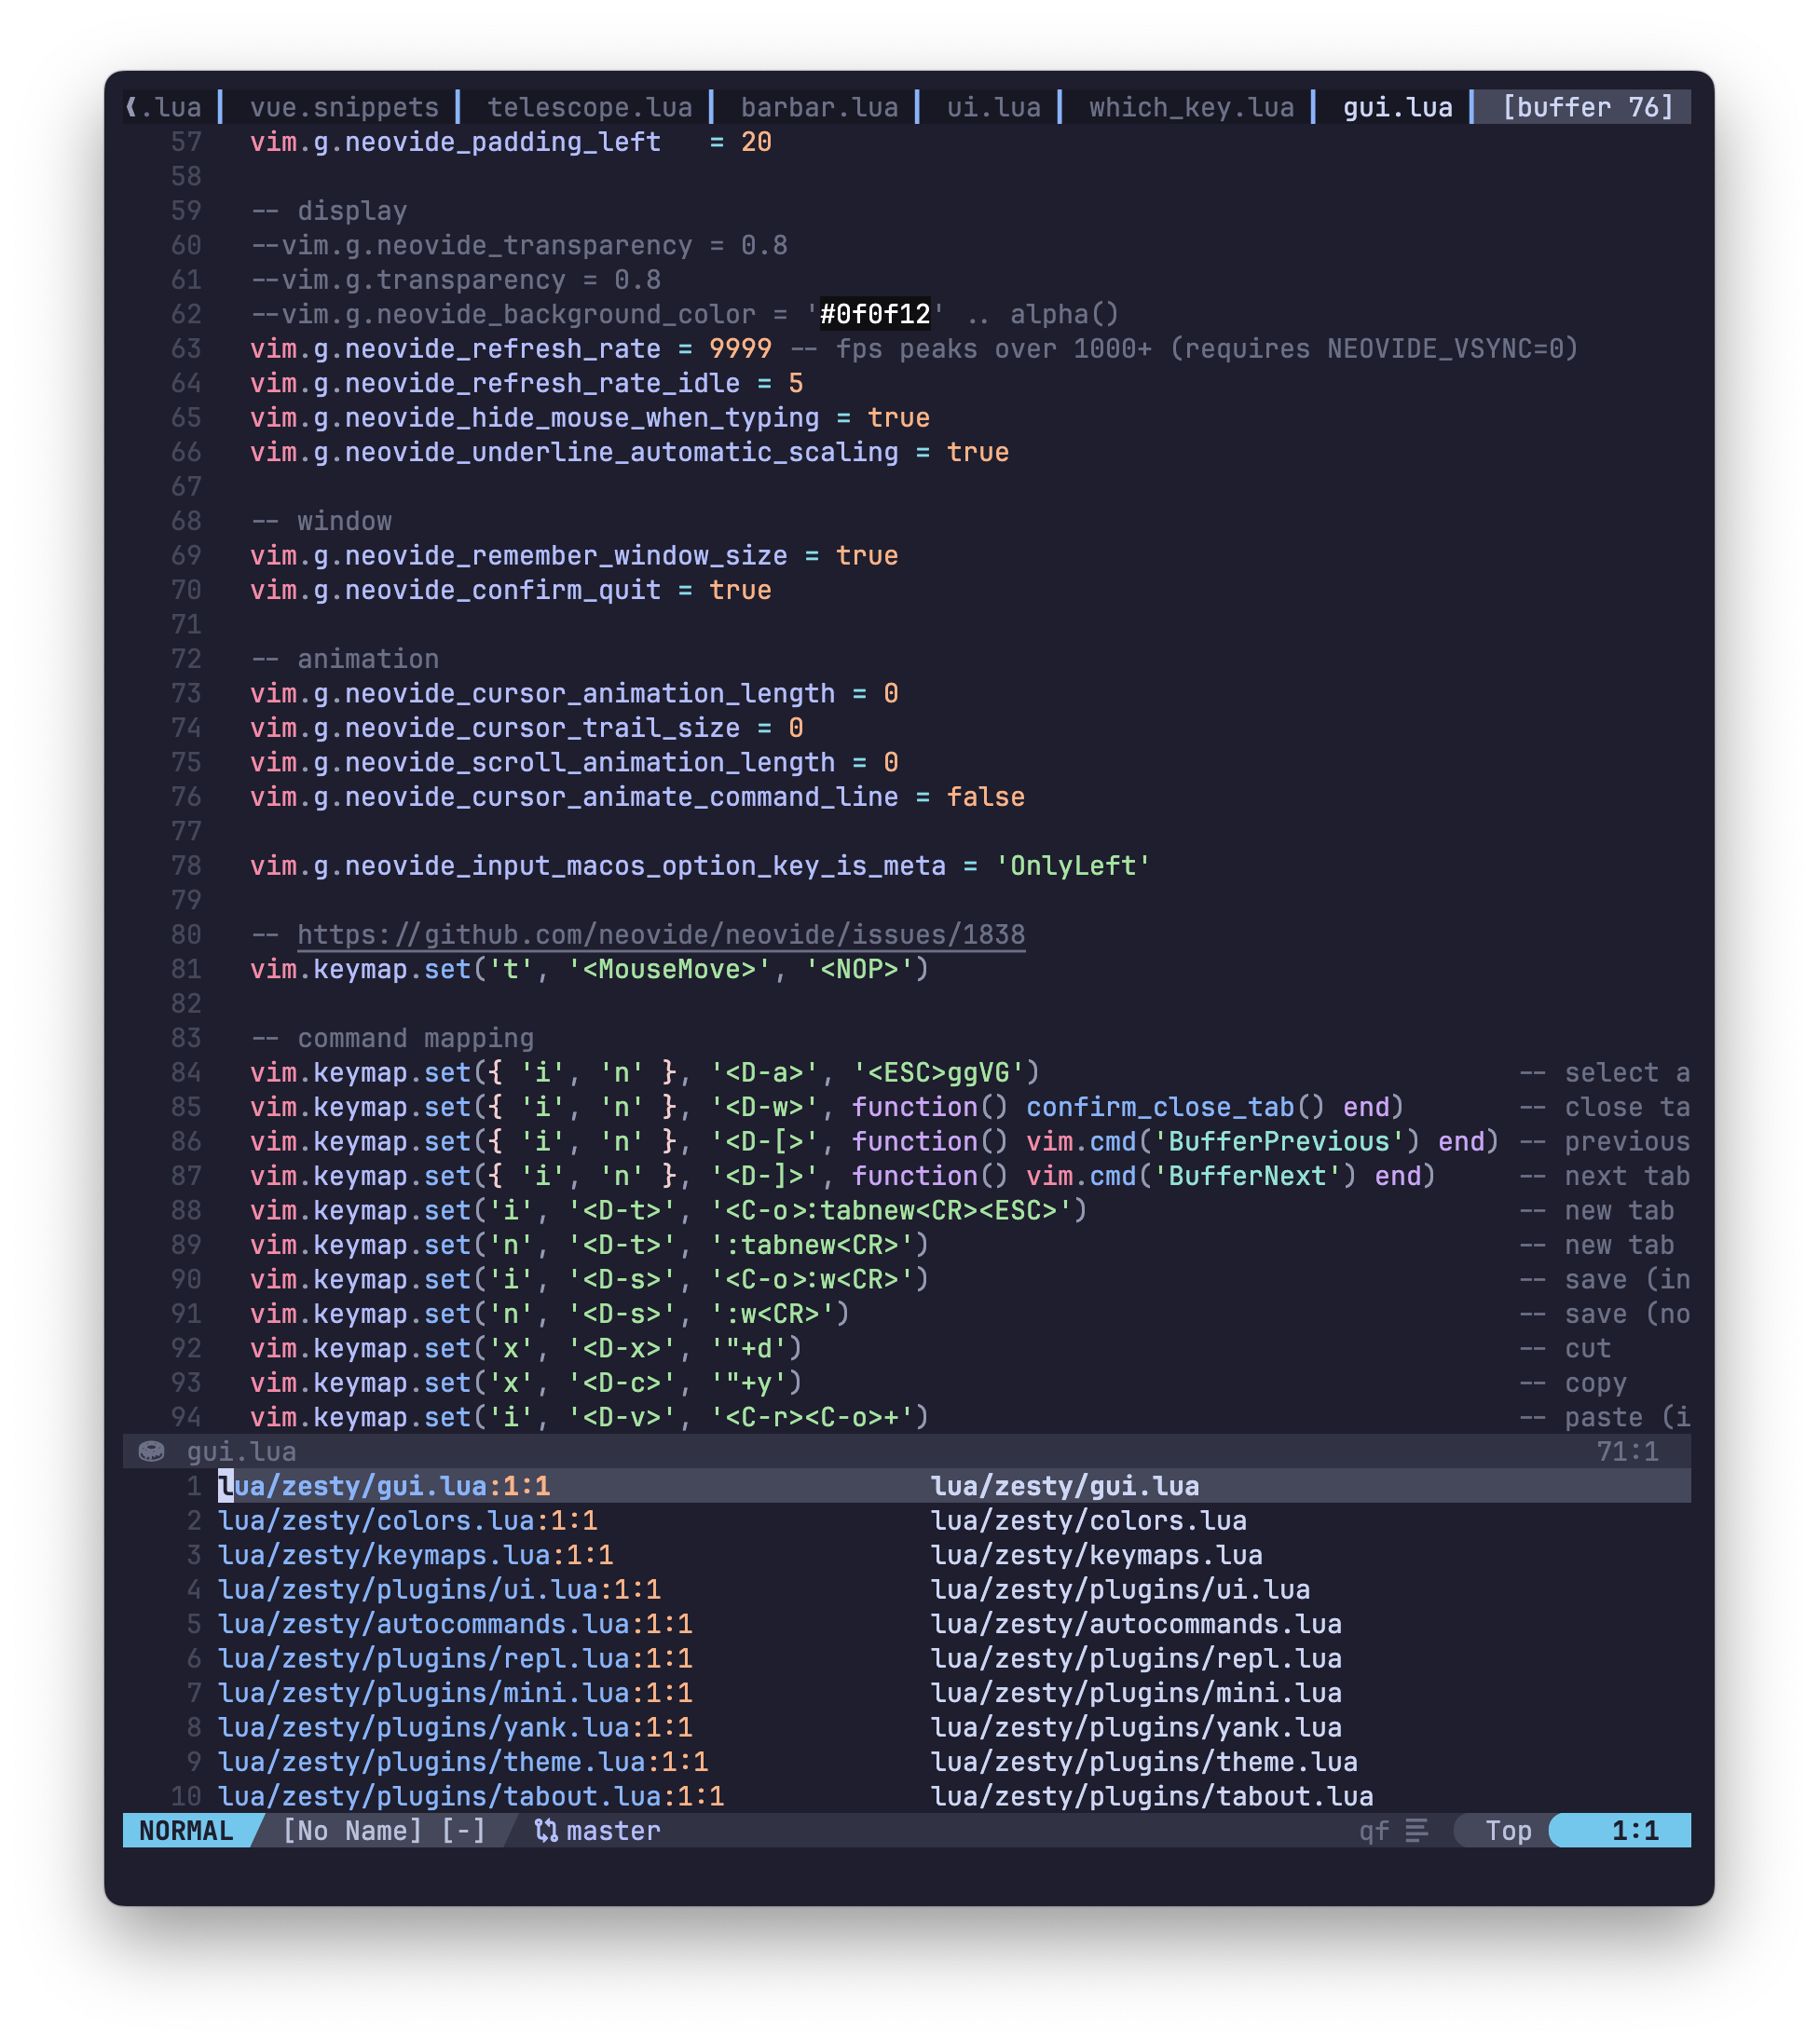 .lua vue.snippets telescope.lua barbar.lua ui.lua which_key.lua gui.lua [buffer 76]
57 vim.g.neovide_padding_left   = 20
58
59 -- display
60 --vim.g.neovide_transparency = 0.8
61 --vim.g.transparency = 0.8
62 --vim.g.neovide_background_color = '#0f0f12' .. alpha()
63 vim.g.neovide_refresh_rate = 9999 -- fps peaks over 1000+ (requires NEOVIDE_VSYNC=0)
64 vim.g.neovide_refresh_rate_idle = 5
65 vim.g.neovide_hide_mouse_when_typing = true
66 vim.g.neovide_underline_automatic_scaling = true
67
68 -- window
69 vim.g.neovide_remember_window_size = true
70 vim.g.neovide_confirm_quit = true
71
72 -- animation
73 vim.g.neovide_cursor_animation_length = 0
74 vim.g.neovide_cursor_trail_size = 0
75 vim.g.neovide_scroll_animation_length = 0
76 vim.g.neovide_cursor_animate_command_line = false
77
78 vim.g.neovide_input_macos_option_key_is_meta = 'OnlyLeft'
79
80 -- https://github.com/neovide/neovide/issues/1838
81 vim.keymap.set('t', '<MouseMove>', '<NOP>')
82
83 -- command mapping
84 vim.keymap.set({ 'i', 'n' }, '<D-a>', '<ESC>ggVG') -- select a
85 vim.keymap.set({ 'i', 'n' }, '<D-w>', function() confirm_close_tab() end) -- close ta
86 vim.keymap.set({ 'i', 'n' }, '<D-[>', function() vim.cmd('BufferPrevious') end) -- previous
87 vim.keymap.set({ 'i', 'n' }, '<D-]>', function() vim.cmd('BufferNext') end) -- next tab
88 vim.keymap.set('i', '<D-t>', '<C-o>:tabnew<CR><ESC>') -- new tab
89 vim.keymap.set('n', '<D-t>', ':tabnew<CR>') -- new tab
90 vim.keymap.set('i', '<D-s>', '<C-o>:w<CR>') -- save (in
91 vim.keymap.set('n', '<D-s>', ':w<CR>') -- save (no
92 vim.keymap.set('x', '<D-x>', '"+d') -- cut
93 vim.keymap.set('x', '<D-c>', '"+y') -- copy
94 vim.keymap.set('i', '<D-v>', '<C-r><C-o>+') -- paste (i
gui.lua 71:1
1 lua/zesty/gui.lua:1:1 lua/zesty/gui.lua
2 lua/zesty/colors.lua:1:1 lua/zesty/colors.lua
3 lua/zesty/keymaps.lua:1:1 lua/zesty/keymaps.lua
4 lua/zesty/plugins/ui.lua:1:1 lua/zesty/plugins/ui.lua
5 lua/zesty/autocommands.lua:1:1 lua/zesty/autocommands.lua
6 lua/zesty/plugins/repl.lua:1:1 lua/zesty/plugins/repl.lua
7 lua/zesty/plugins/mini.lua:1:1 lua/zesty/plugins/mini.lua
8 lua/zesty/plugins/yank.lua:1:1 lua/zesty/plugins/yank.lua
9 lua/zesty/plugins/theme.lua:1:1 lua/zesty/plugins/theme.lua
10 lua/zesty/plugins/tabout.lua:1:1 lua/zesty/plugins/tabout.lua
NORMAL [No Name] [-] master qf Top 1:1